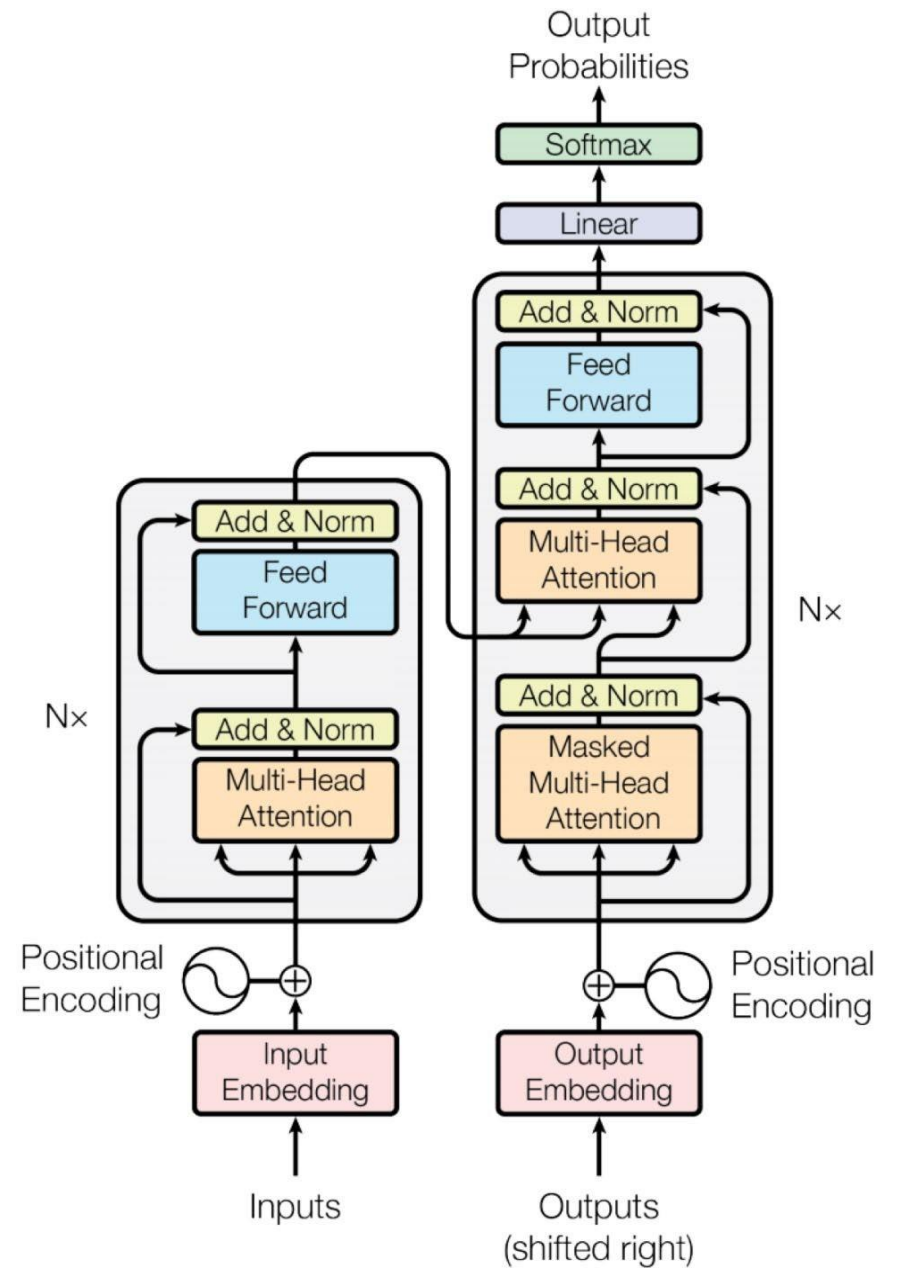 Output
Probabilities
Softmax
Linear
Add & Norm
Feed
Forward
Add & Norm
Multi-Head
Attention
Nx
Add & Norm
Masked
Multi-Head
Attention
Add & Norm
Feed
Forward
Nx
Add & Norm
Multi-Head
Attention
Positional
Encoding
Positional
Encoding
Input
Embedding
Output
Embedding
Inputs
Outputs
(shifted right)